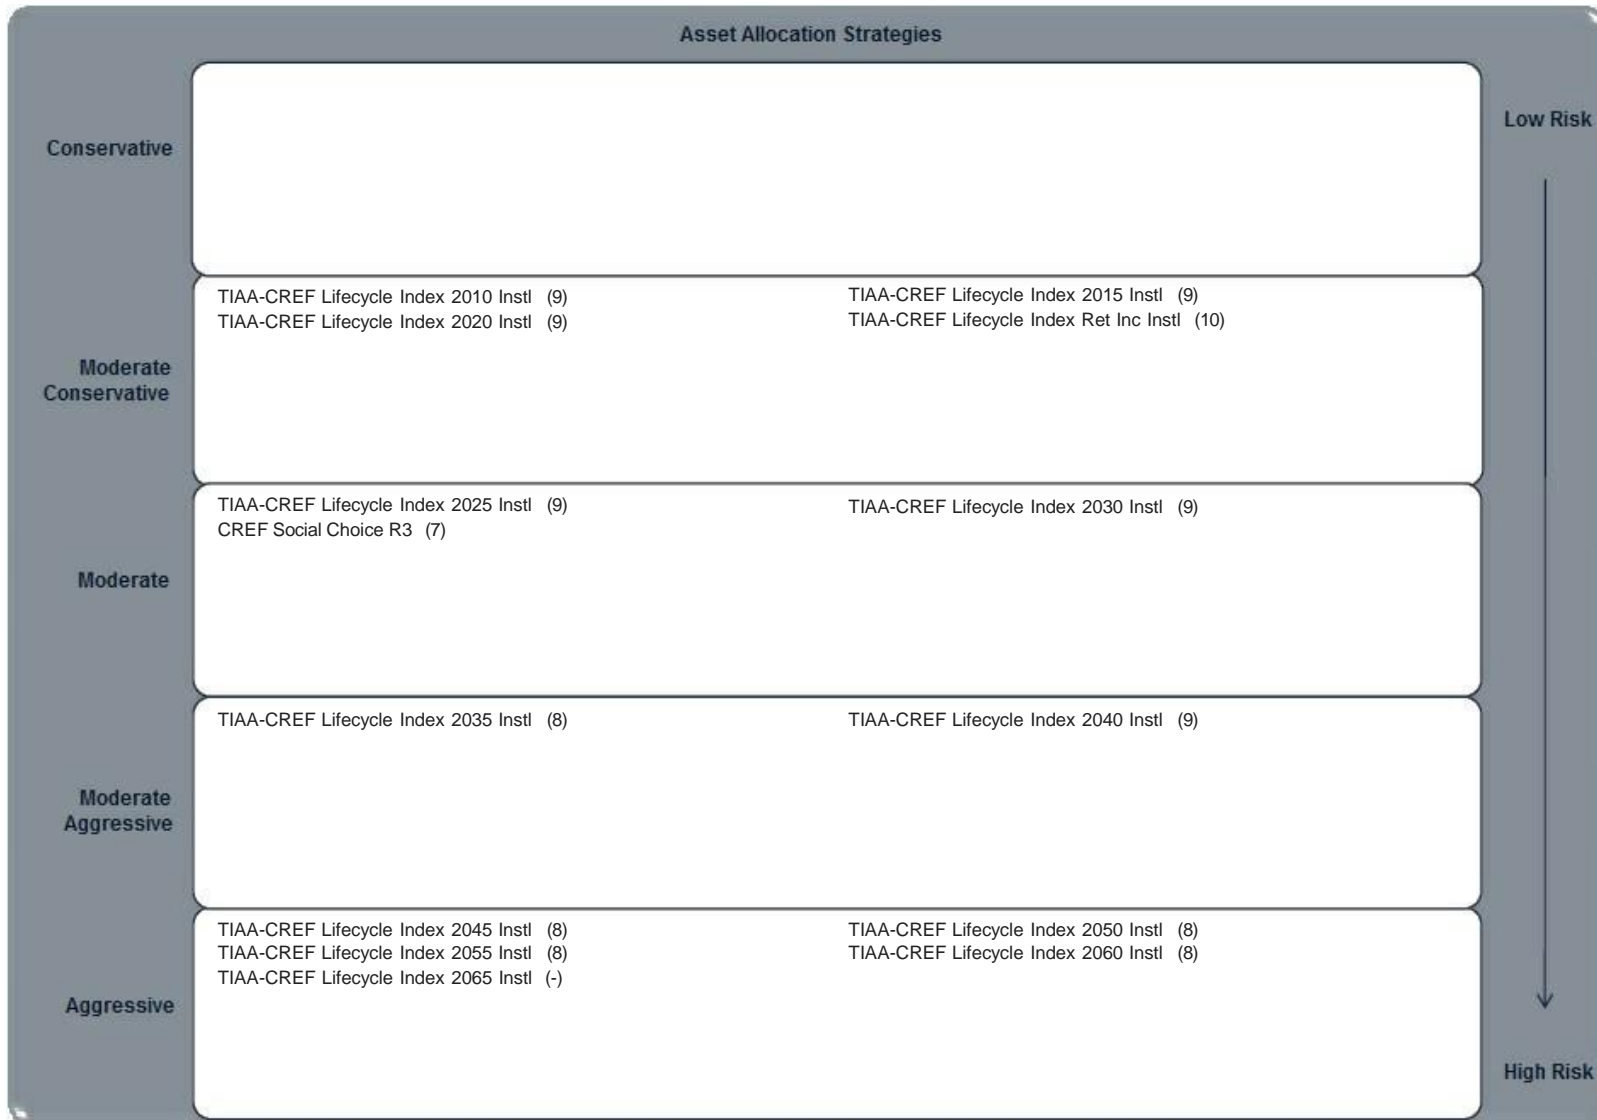 Asset Allocation Strategies
Conservative
Low Risk
TIAA-CREF Lifecycle Index 2010 Instl (9)
TIAA-CREF Lifecycle Index 2015 Instl (9)
TIAA-CREF Lifecycle Index 2020 Instl (9)
TIAA-CREF Lifecycle Index Ret Inc Instl (10)
Moderate
Conservative
TIAA-CREF Lifecycle Index 2025 Instl (9)
TIAA-CREF Lifecycle Index 2030 Instl (9)
CREF Social Choice R3 (7)
Moderate
TIAA-CREF Lifecycle Index 2035 Instl (8)
TIAA-CREF Lifecycle Index 2040 Instl (9)
Moderate
Aggressive
TIAA-CREF Lifecycle Index 2045 Instl (8)
TIAA-CREF Lifecycle Index 2050 Instl (8)
TIAA-CREF Lifecycle Index 2055 Instl (8)
TIAA-CREF Lifecycle Index 2060 Instl (8)
TIAA-CREF Lifecycle Index 2065 Instl (-)
Aggressive
High Risk